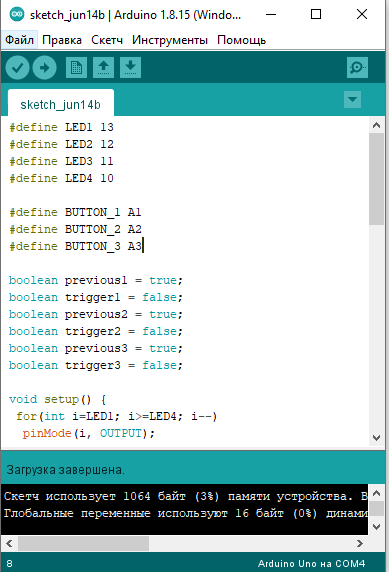 sketch_jun14b | Arduino 1.8.15 (Windo...
Файл Правка Скетч Инструменты Помощь
sketch_jun14b
#define LED1 13
#define LED2 12
#define LED3 11
#define LED4 10
#define BUTTON_1 A1
#define BUTTON_2 A2
#define BUTTON_3 A3
boolean previous1 = true;
boolean trigger1 = false;
boolean previous2 = true;
boolean trigger2 = false;
boolean previous3 = true;
boolean trigger3 = false;
void setup() {
for(int i=LED1; i>=LED4; i--)
pinMode(i, OUTPUT);
Загрузка завершена.
Скетч использует 1064 байт (3%) памяти устройства. В
Глобальные переменные используют 16 байт (0%) динами
8 Arduino Uno на COM4